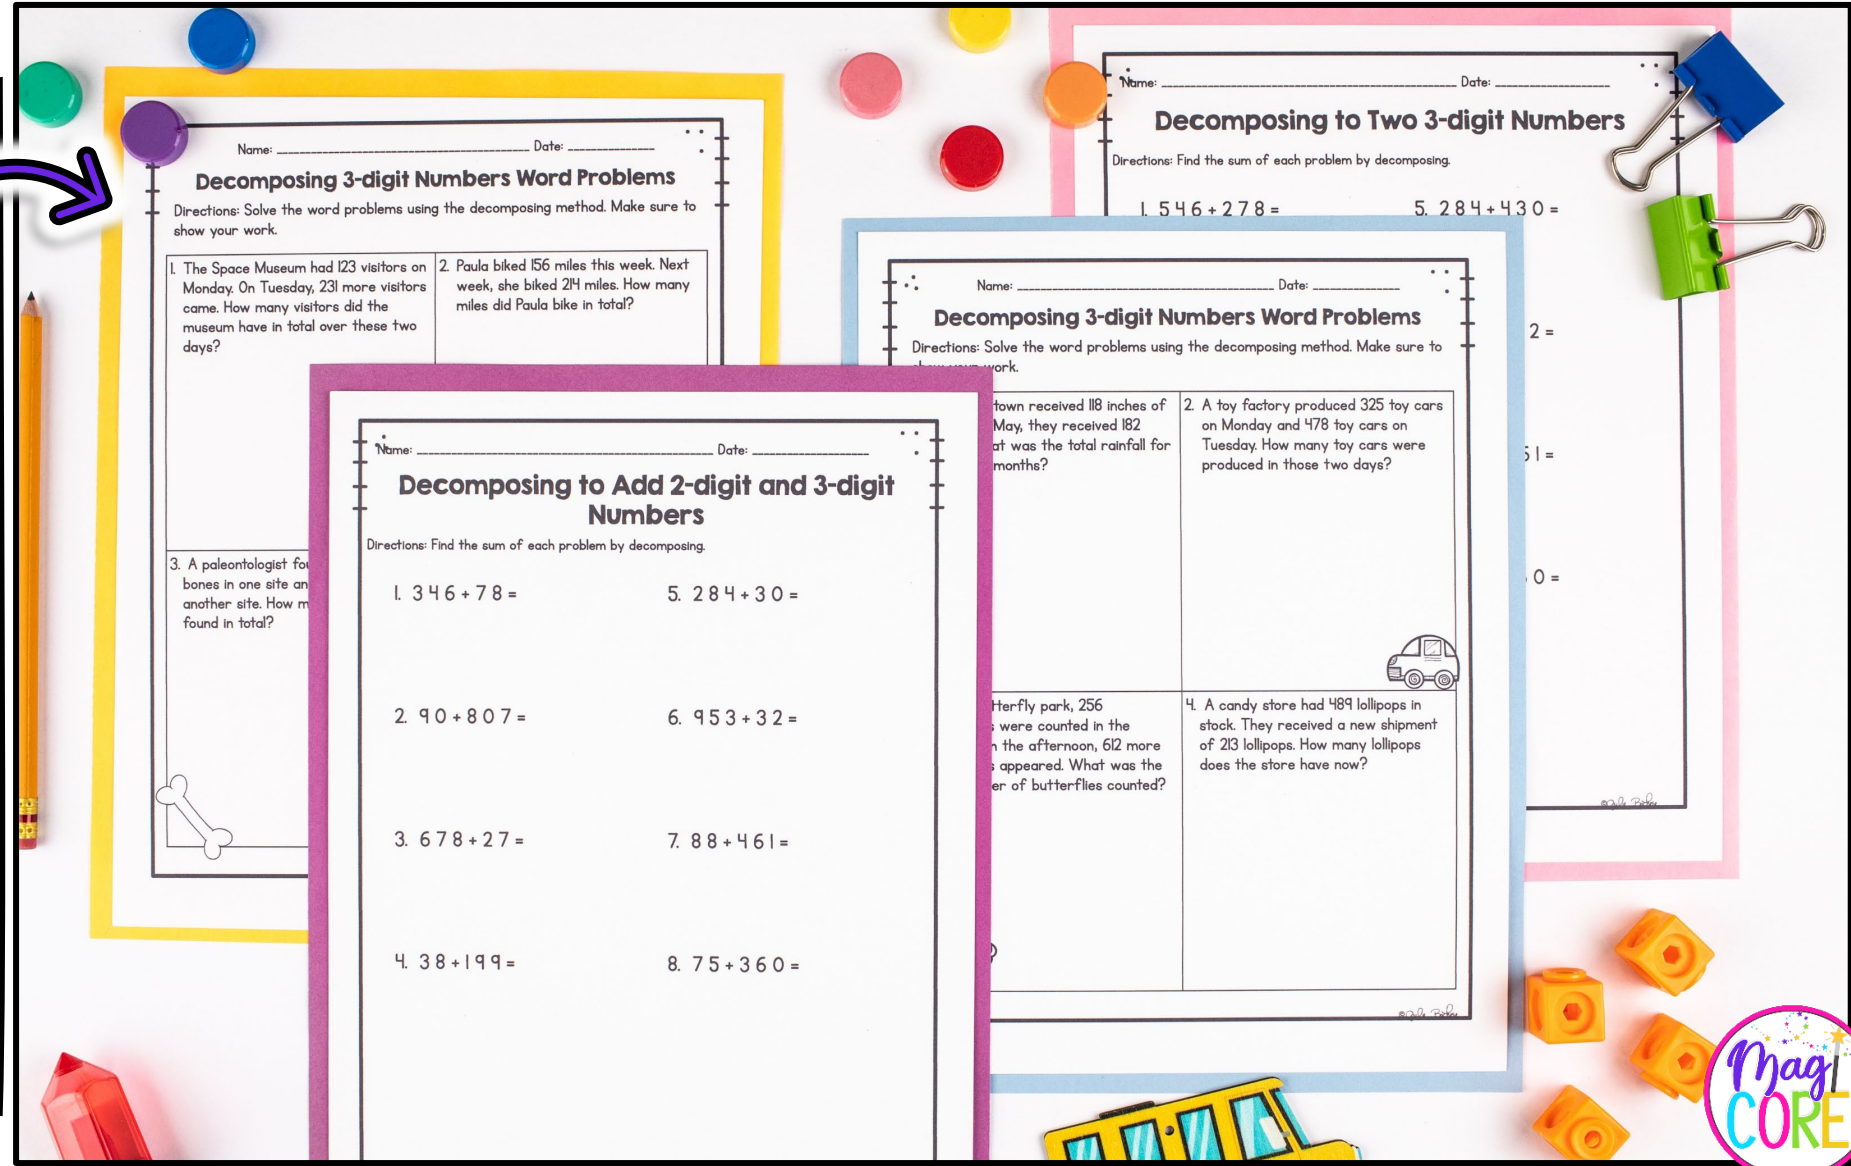 Name: Date:
Decomposing 3-digit Numbers Word Problems
Directions: Solve the word problems using the decomposing method. Make sure to
show your work.
1. The Space Museum had 123 visitors on
Monday. On Tuesday, 231 more visitors
came. How many visitors did the
museum have in total over these two
days?
2. Paula biked 156 miles this week. Next
week, she biked 214 miles. How many
miles did Paula bike in total?
3. A paleontologist
bones in one site
another site. How
found in total?
Name: Date:
Decomposing to Two 3-digit Numbers
Directions: Find the sum of each problem by decomposing.
1. 546+278=
5. 284+430=
2=
51=
0=
Name: Date:
Decomposing to Add 2-digit and 3-digit
Numbers
Directions: Find the sum of each problem by decomposing.
1. 346+78=
2. 90+807=
3. 678+27=
4. 38+199=
5. 284+30=
6. 953+32=
7. 88+461=
8. 75+360=
Name: Date:
Decomposing 3-digit Numbers Word Problems
Directions: Solve the word problems using the decomposing method. Make sure to
town received 118 inches of
May, they received 182
was the total rainfall for
months?
2. A toy factory produced 325 toy cars
on Monday and 478 toy cars on
Tuesday. How many toy cars were
produced in those two days?
park, 256
were counted in the
the afternoon, 612 more
appeared. What was the
of butterflies counted?
4. A candy store had 489 lollipops in
stock. They received a new shipment
of 213 lollipops. How many lollipops
does the store have now?
Magi
CORE